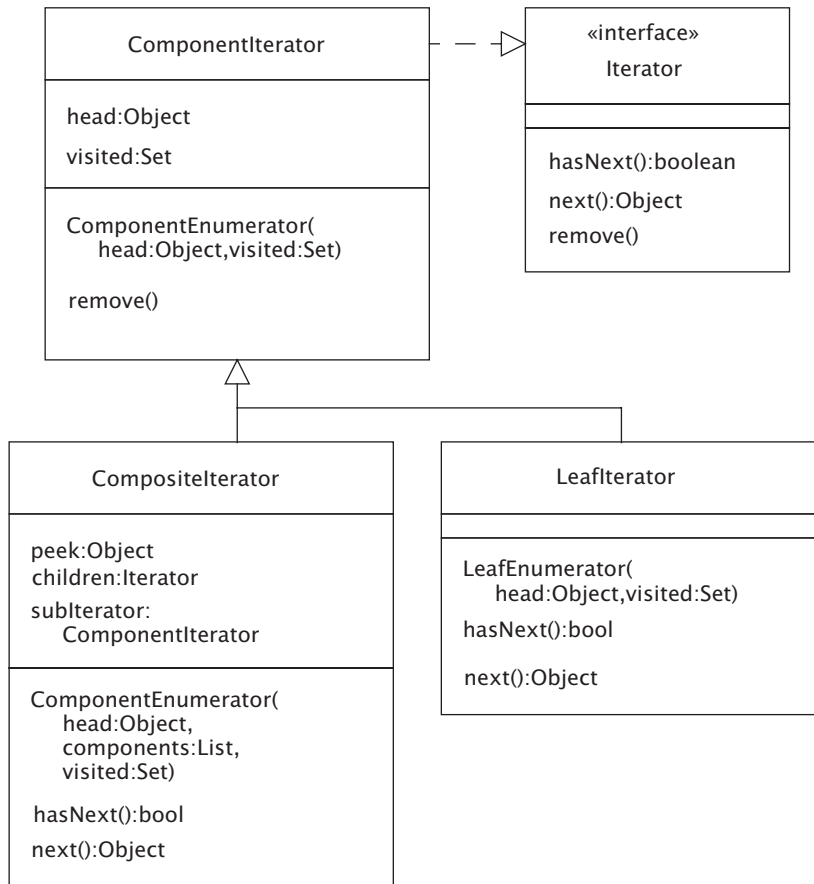 ComponentIterator
head:Object
visited:Set
ComponentEnumerator(
head:Object,visited:Set)
remove()
«interface»
Iterator
hasNext():boolean
next():Object
remove()
CompositeIterator
peek:Object
children:Iterator
subIterator:
ComponentIterator
ComponentEnumerator(
head:Object,
components:List,
visited:Set)
hasNext():bool
next():Object
LeafIterator
LeafEnumerator(
head:Object,visited:Set)
hasNext():bool
next():Object